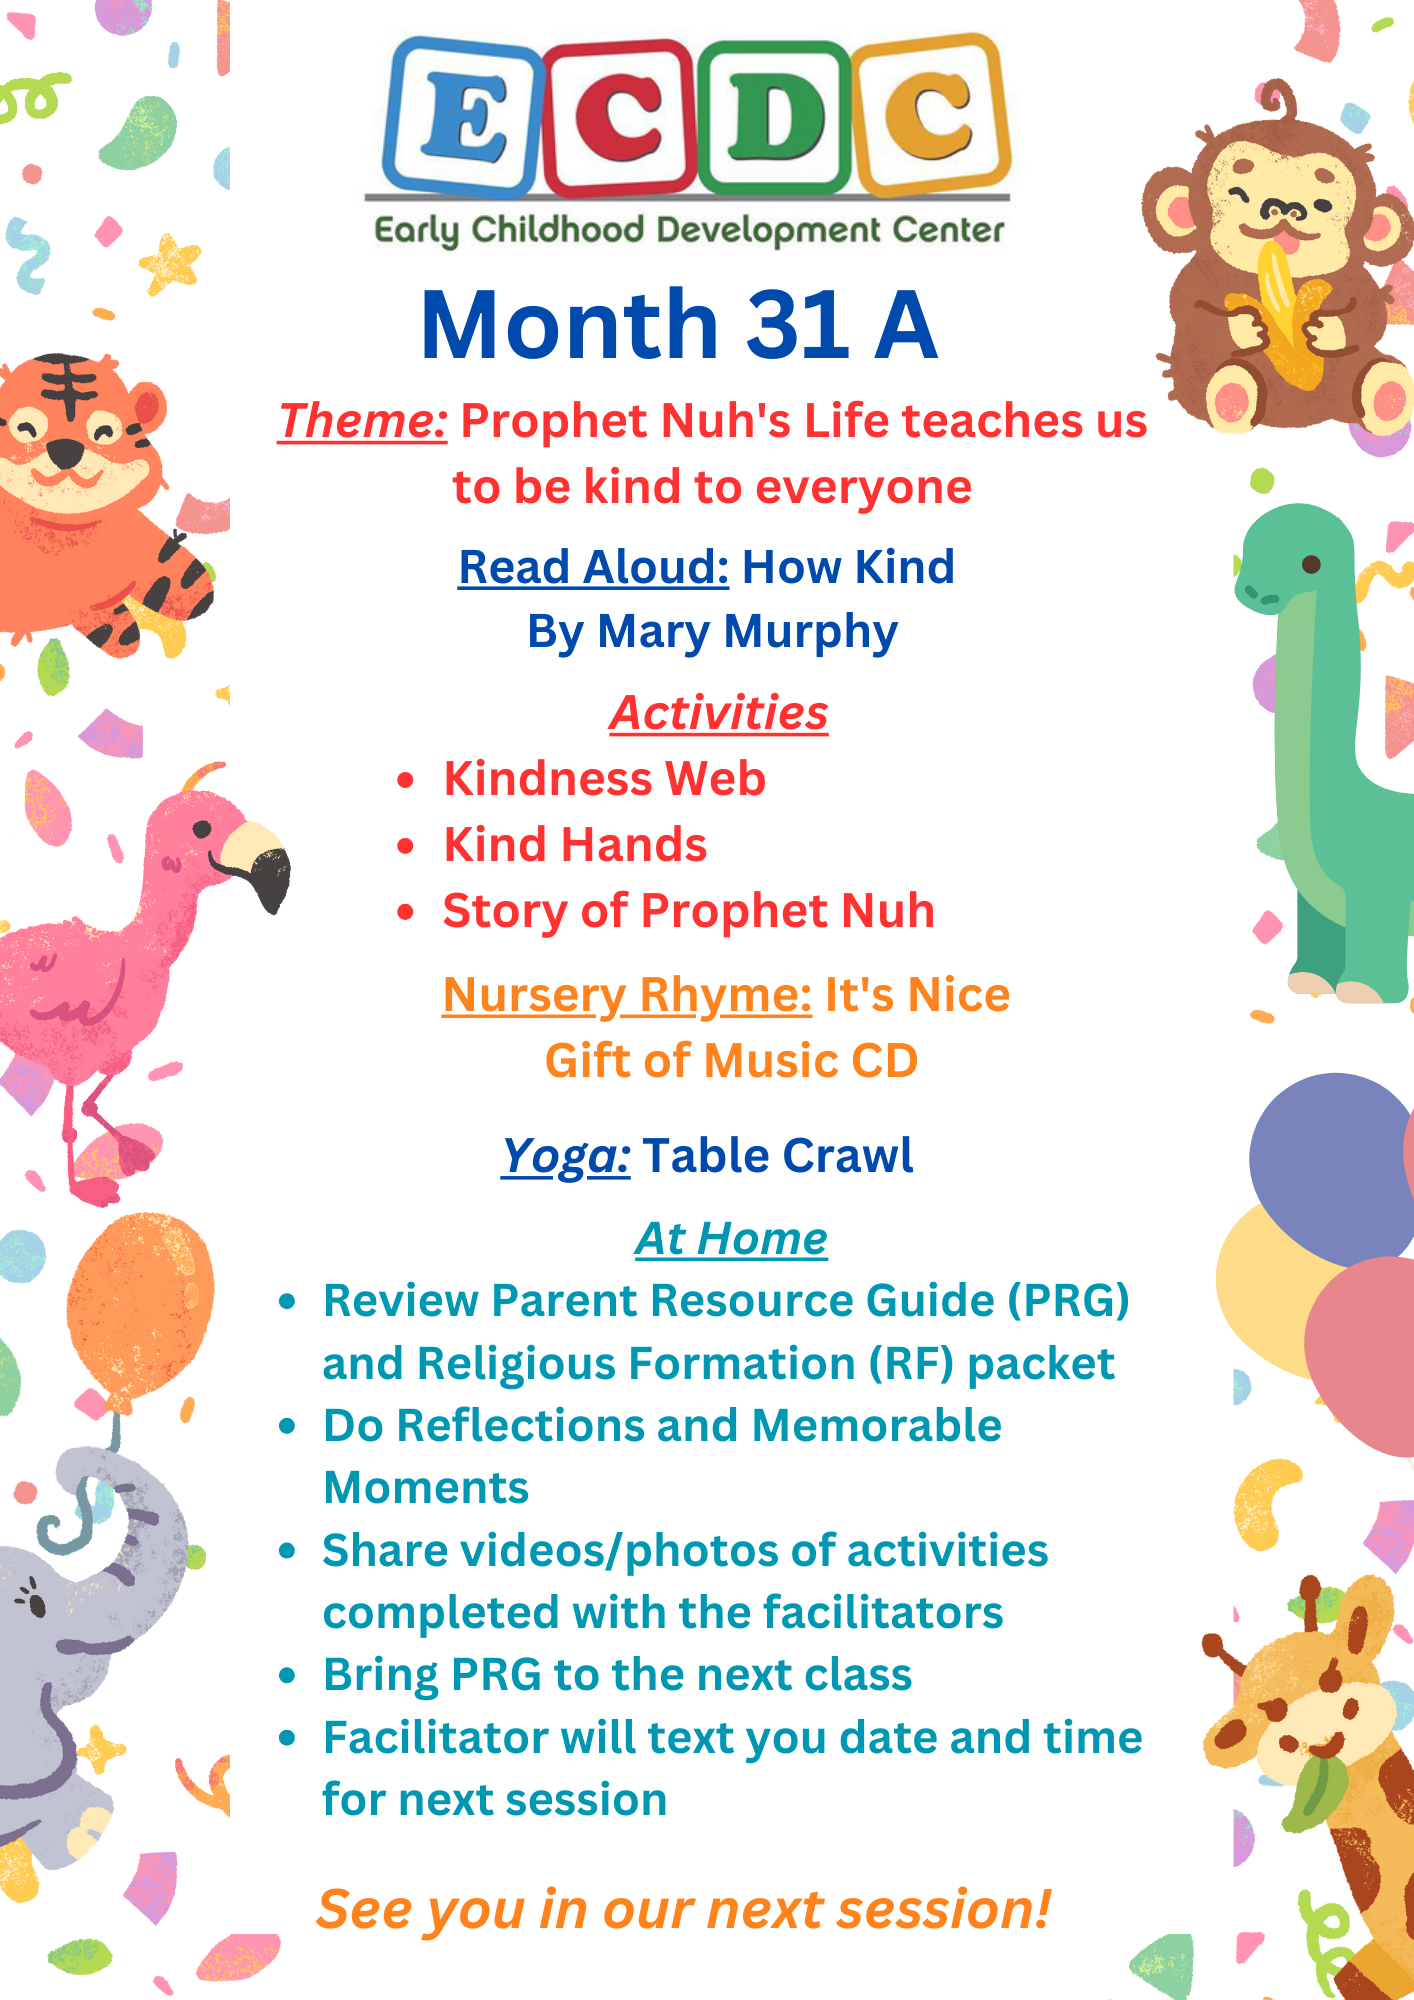 E C D C
Early Childhood Development Center
Month 31 A
Theme: Prophet Nuh's Life teaches us
to be kind to everyone
Read Aloud: How Kind
By Mary Murphy
Activities
• Kindness Web
• Kind Hands
• Story of Prophet Nuh
Nursery Rhyme: It's Nice
Gift of Music CD
Yoga: Table Crawl
At Home
• Review Parent Resource Guide (PRG)
and Religious Formation (RF) packet
• Do Reflections and Memorable
Moments
• Share videos/photos of activities
completed with the facilitators
• Bring PRG to the next class
• Facilitator will text you date and time
for next session
See you in our next session!